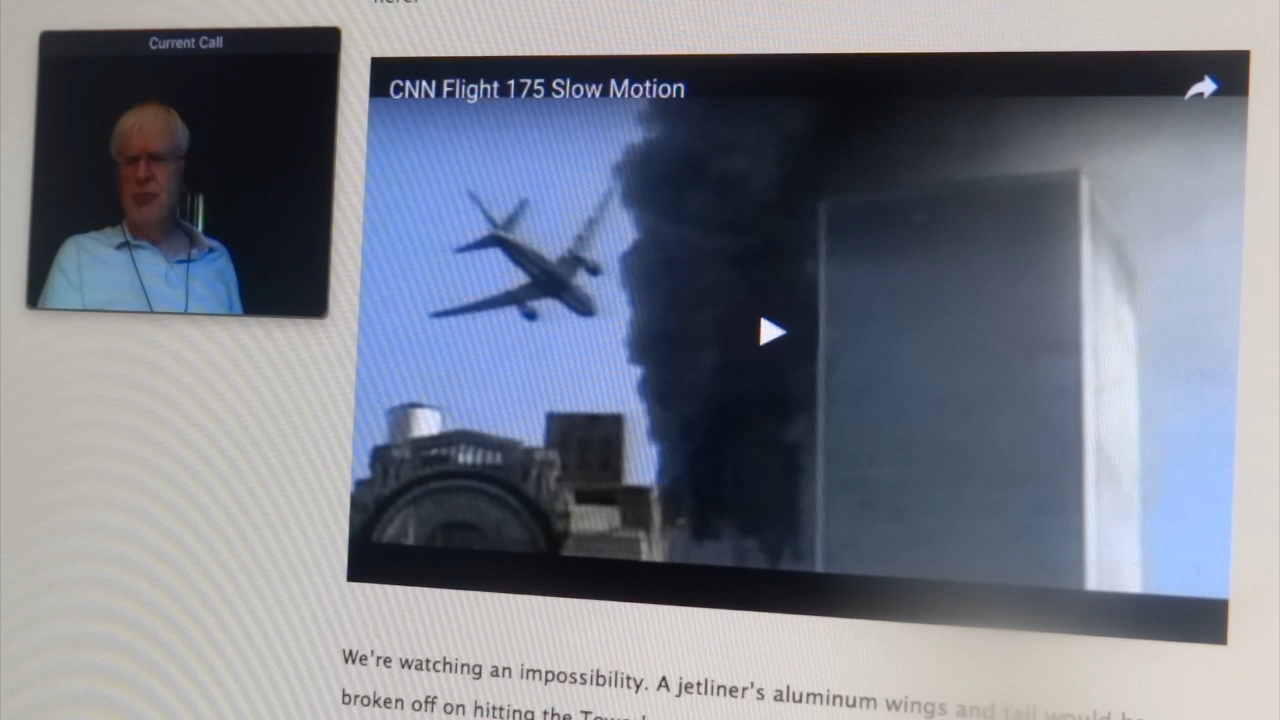 here.
Current Call
CNN Flight 175 Slow Motion
We're watching an impossibility. A jetliner's aluminum wings and tail would
broken off on hitting the